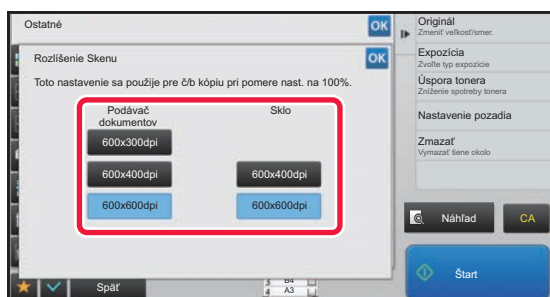 Ostatné
OK
Rozlíšenie Skenu
OK
Toto nastavenie sa použije pre č/b kópiu pri pomere nast. na 100%.
Podávač
dokumentov
Sklo
600x300dpi
600x400dpi
600x400dpi
600x600dpi
600x600dpi
Späť
3 B4
4 A3
Originál
Zmeniť veľkosť/smer.
Expozícia
Zvoľte typ expozície
Úspora tonera
Zníženie spotreby tonera
Nastavenie pozadia
Zmazať
Vymazať tiene okolo
Náhľad
CA
Štart